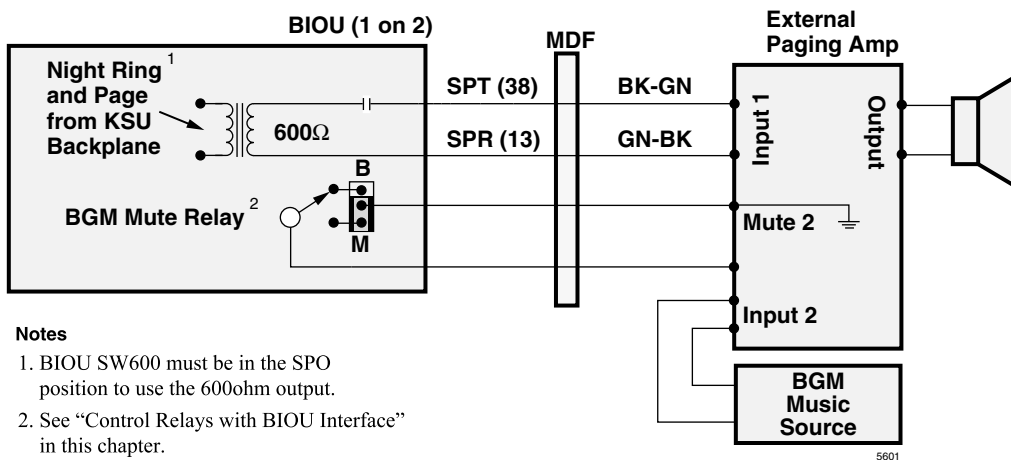 BIOU (1 on 2)
MDF
External
Paging Amp
Night Ring 1
and Page
from KSU
Backplane
600Ω
SPT (38)
BK-GN
SPR (13)
GN-BK
Input 1
Output
B
BGM Mute Relay 2
M
Mute 2
Input 2
BGM
Music
Source
Notes
1. BIOU SW600 must be in the SPO
position to use the 600ohm output.
2. See “Control Relays with BIOU Interface”
in this chapter.
5601